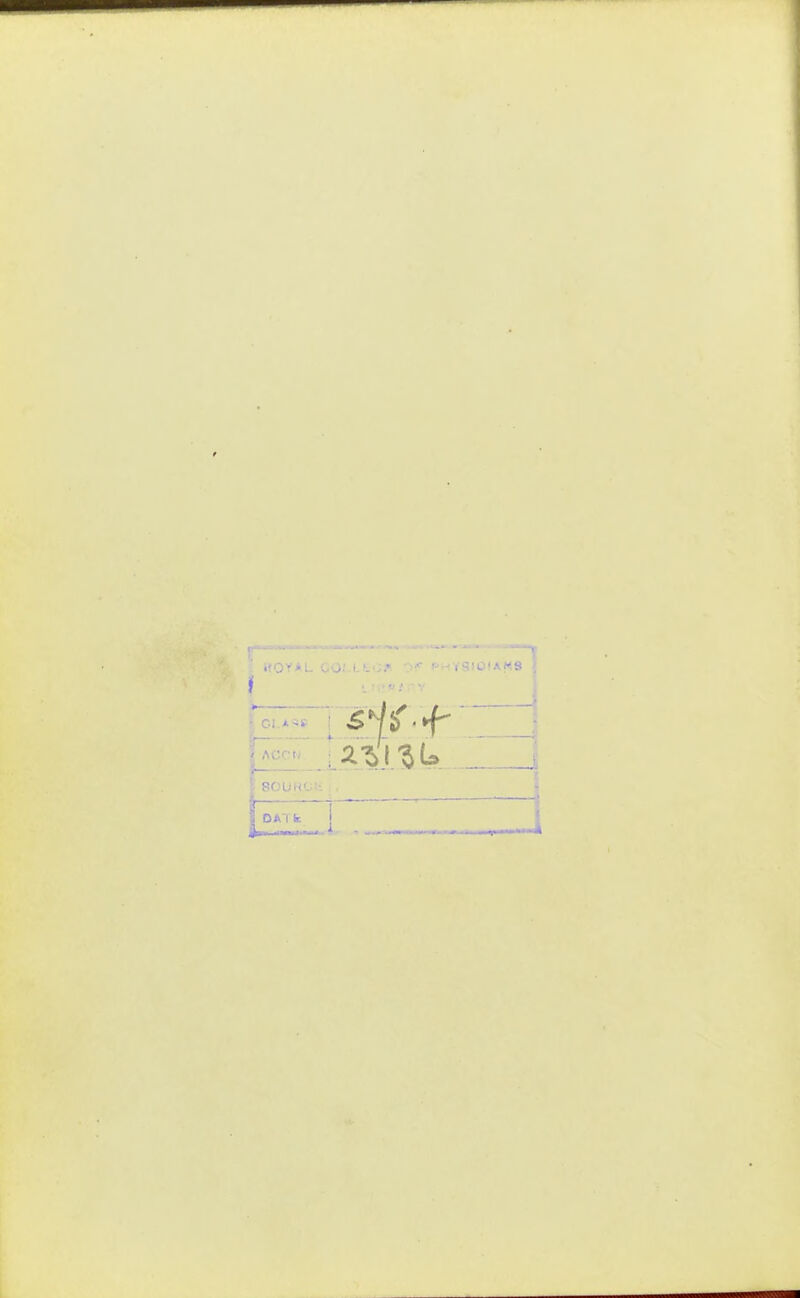 ROYAL COLLEGE OF PHYSICIANS
LIBRARY
CLASS
ACCN 23136
SOURCE
DATE